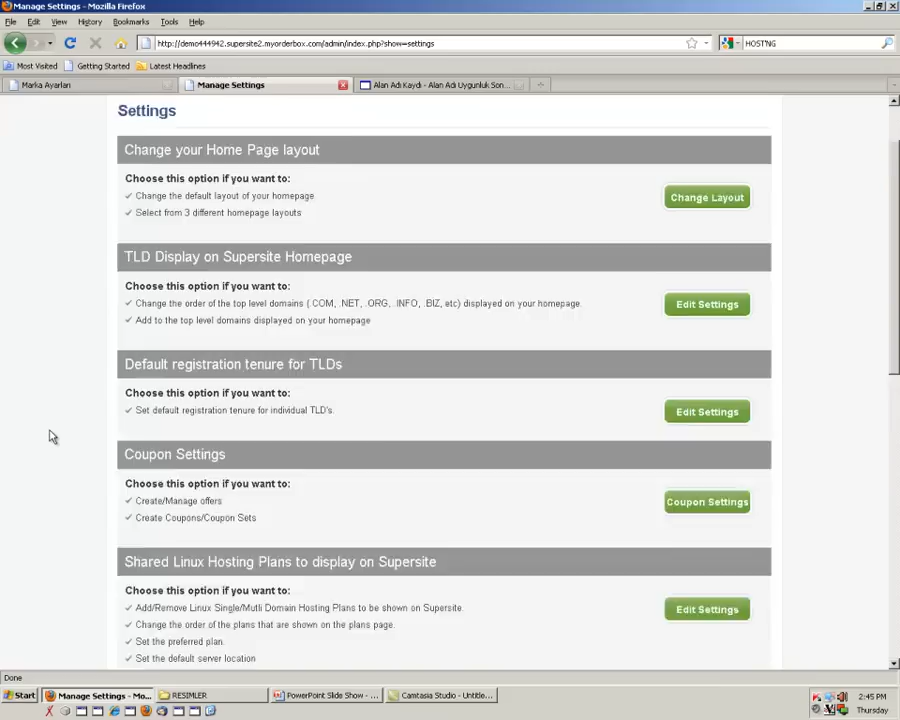 Manage Settings - Mozilla Firefox
File Edit View History Bookmarks Tools Help
http://demo444942.supersite2.myorderbox.com/admin/index.php?show=settings
HOSTNG
Most Visited Getting Started Latest Headlines
Marka Ayarları Manage Settings Alan Adı Kaydı - Alan Adı Uygunluk Son...
Settings
Change your Home Page layout
Choose this option if you want to:
✓ Change the default layout of your homepage
✓ Select from 3 different homepage layouts
Change Layout
TLD Display on Supersite Homepage
Choose this option if you want to:
✓ Change the order of the top level domains ( COM, .NET, .ORG, .INFO, .BIZ, etc) displayed on your homepage.
✓ Add to the top level domains displayed on your homepage
Edit Settings
Default registration tenure for TLDs
Choose this option if you want to:
✓ Set default registration tenure for individual TLD's.
Edit Settings
Coupon Settings
Choose this option if you want to:
✓ Create/Manage offers
✓ Create Coupons/Coupon Sets
Coupon Settings
Shared Linux Hosting Plans to display on Supersite
Choose this option if you want to:
✓ Add/Remove Linux Single/Mutli Domain Hosting Plans to be shown on Supersite.
✓ Change the order of the plans that are shown on the plans page.
✓ Set the preferred plan.
✓ Set the default server location
Edit Settings
Done
Start Manage Settings - Mo... RESIMLER PowerPoint Slide Show - ... Camtasia Studio - Untitle...
2:45 PM
Thursday